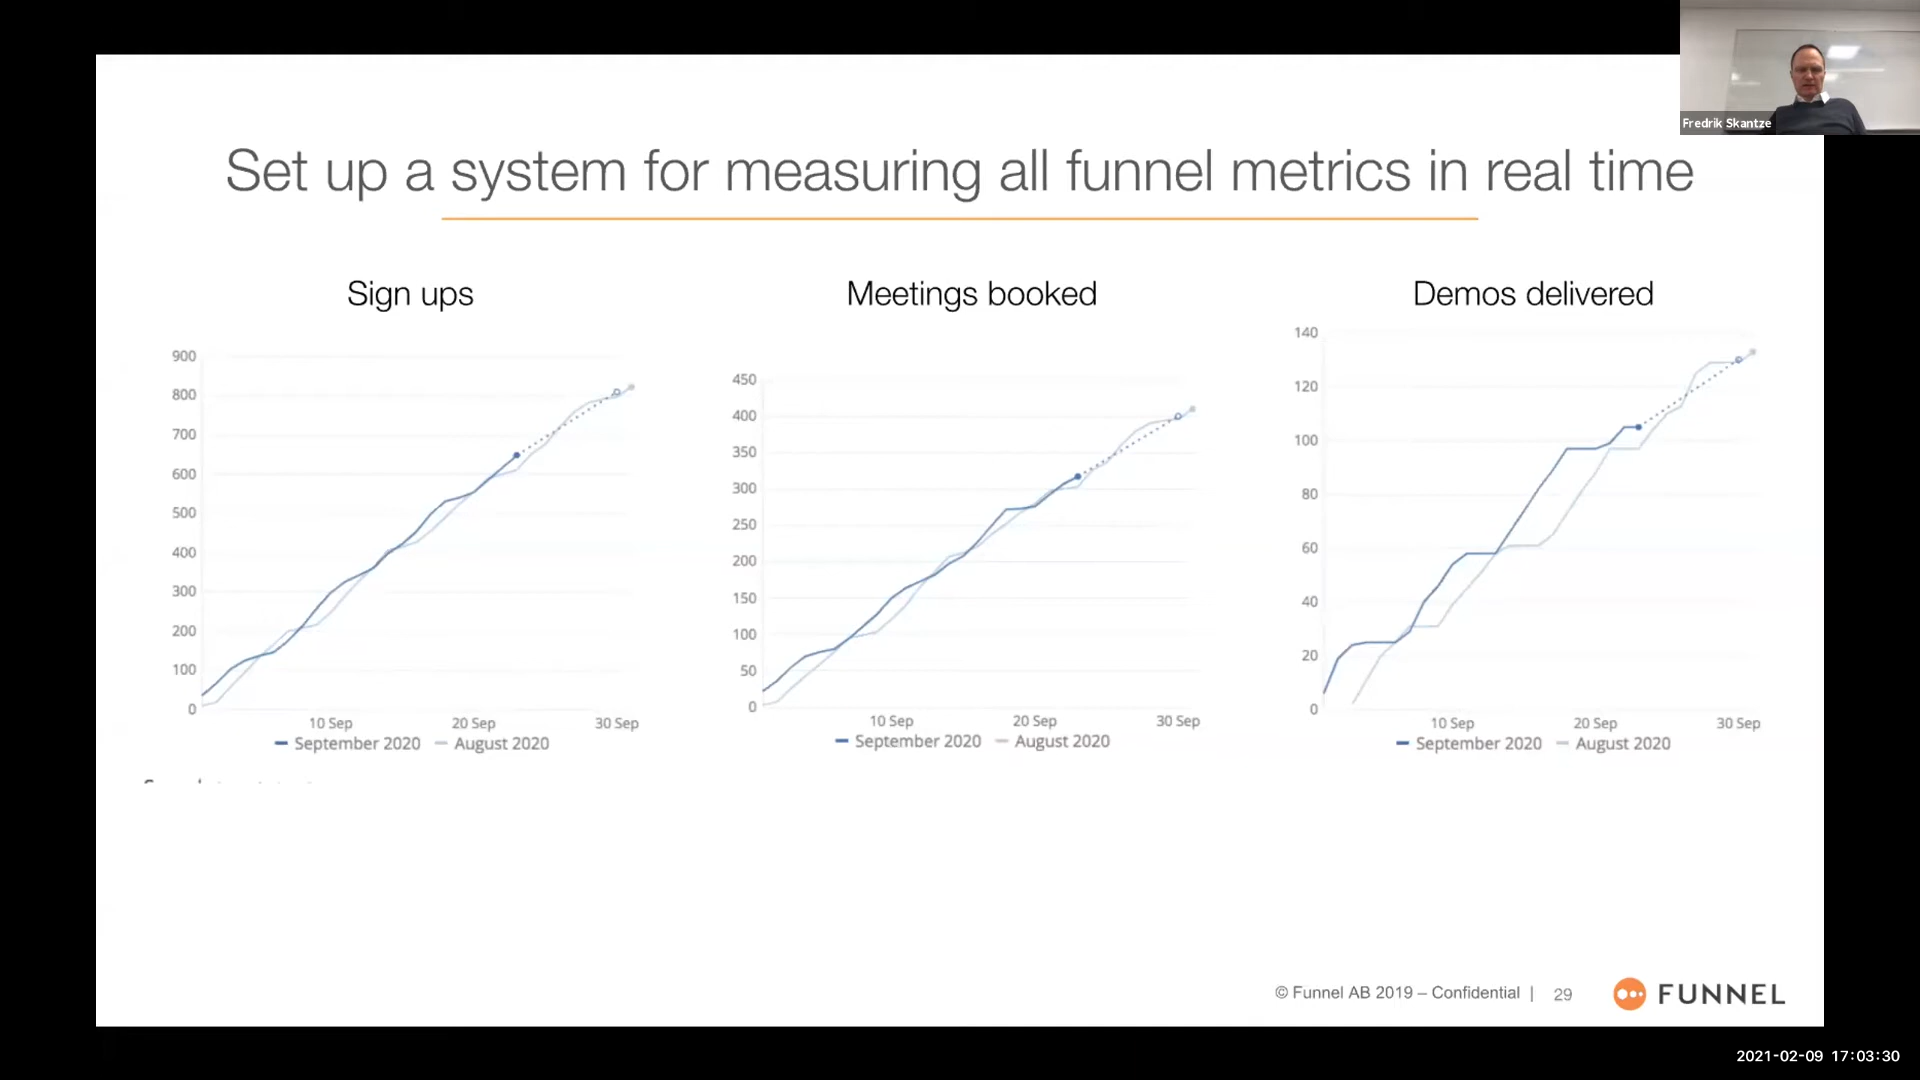 Fredrik Skantze
Set up a system for measuring all funnel metrics in real time
Sign ups
900
800
700
600
500
400
300
200
100
0
10 Sep 20 Sep 30 Sep
September 2020 August 2020
Meetings booked
450
400
350
300
250
200
150
100
50
0
10 Sep 20 Sep 30 Sep
September 2020 August 2020
Demos delivered
140
120
100
80
60
40
20
0
10 Sep 20 Sep 30 Sep
September 2020 August 2020
© Funnel AB 2019 – Confidential | 29 FUNNEL
2021-02-09 17:03:30